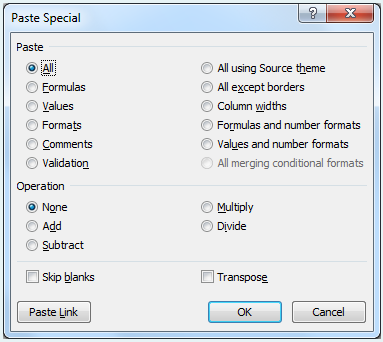 Paste Special
?
Paste
All
Formulas
Values
Formats
Comments
Validation
All using Source theme
All except borders
Column widths
Formulas and number formats
Values and number formats
All merging conditional formats
Operation
None
Add
Subtract
Multiply
Divide
Skip blanks
Transpose
Paste Link
OK
Cancel